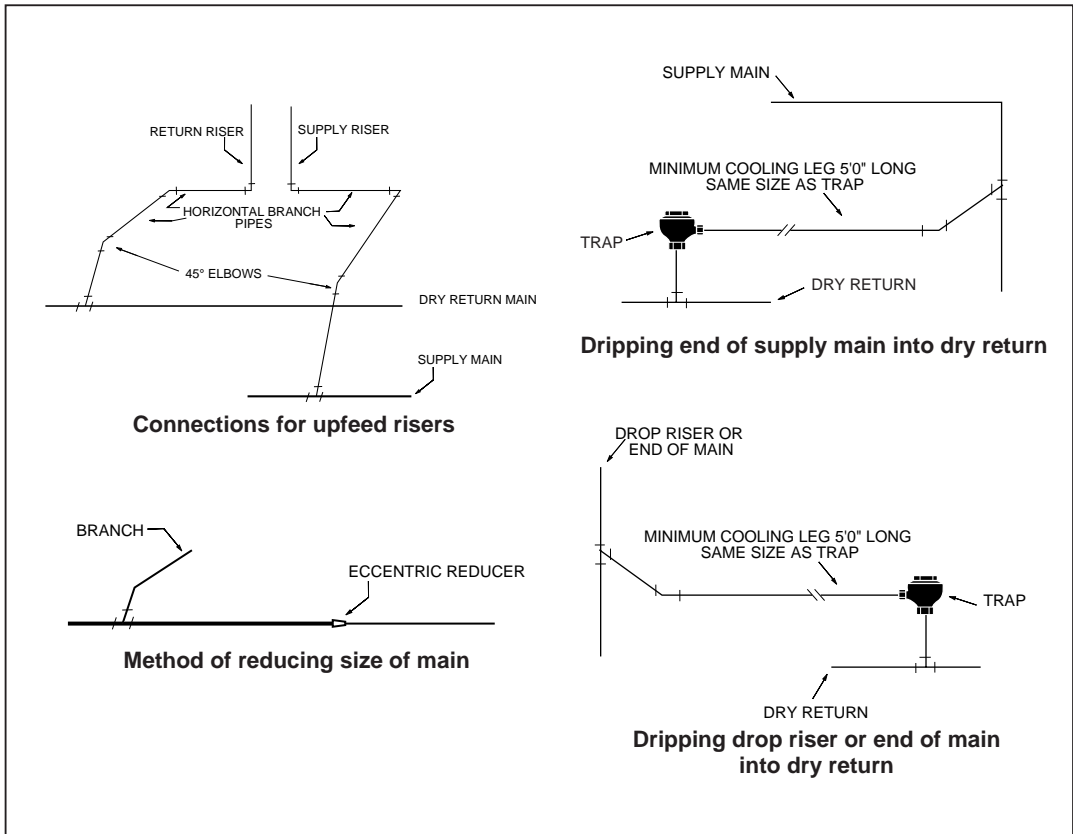 RETURN RISER
SUPPLY RISER
HORIZONTAL BRANCH
PIPES
45° ELBOWS
DRY RETURN MAIN
SUPPLY MAIN
Connections for upfeed risers
SUPPLY MAIN
MINIMUM COOLING LEG 5'0" LONG
SAME SIZE AS TRAP
TRAP
DRY RETURN
Dripping end of supply main into dry return
BRANCH
ECCENTRIC REDUCER
Method of reducing size of main
DROP RISER OR
END OF MAIN
MINIMUM COOLING LEG 5'0" LONG
SAME SIZE AS TRAP
TRAP
DRY RETURN
Dripping drop riser or end of main
into dry return